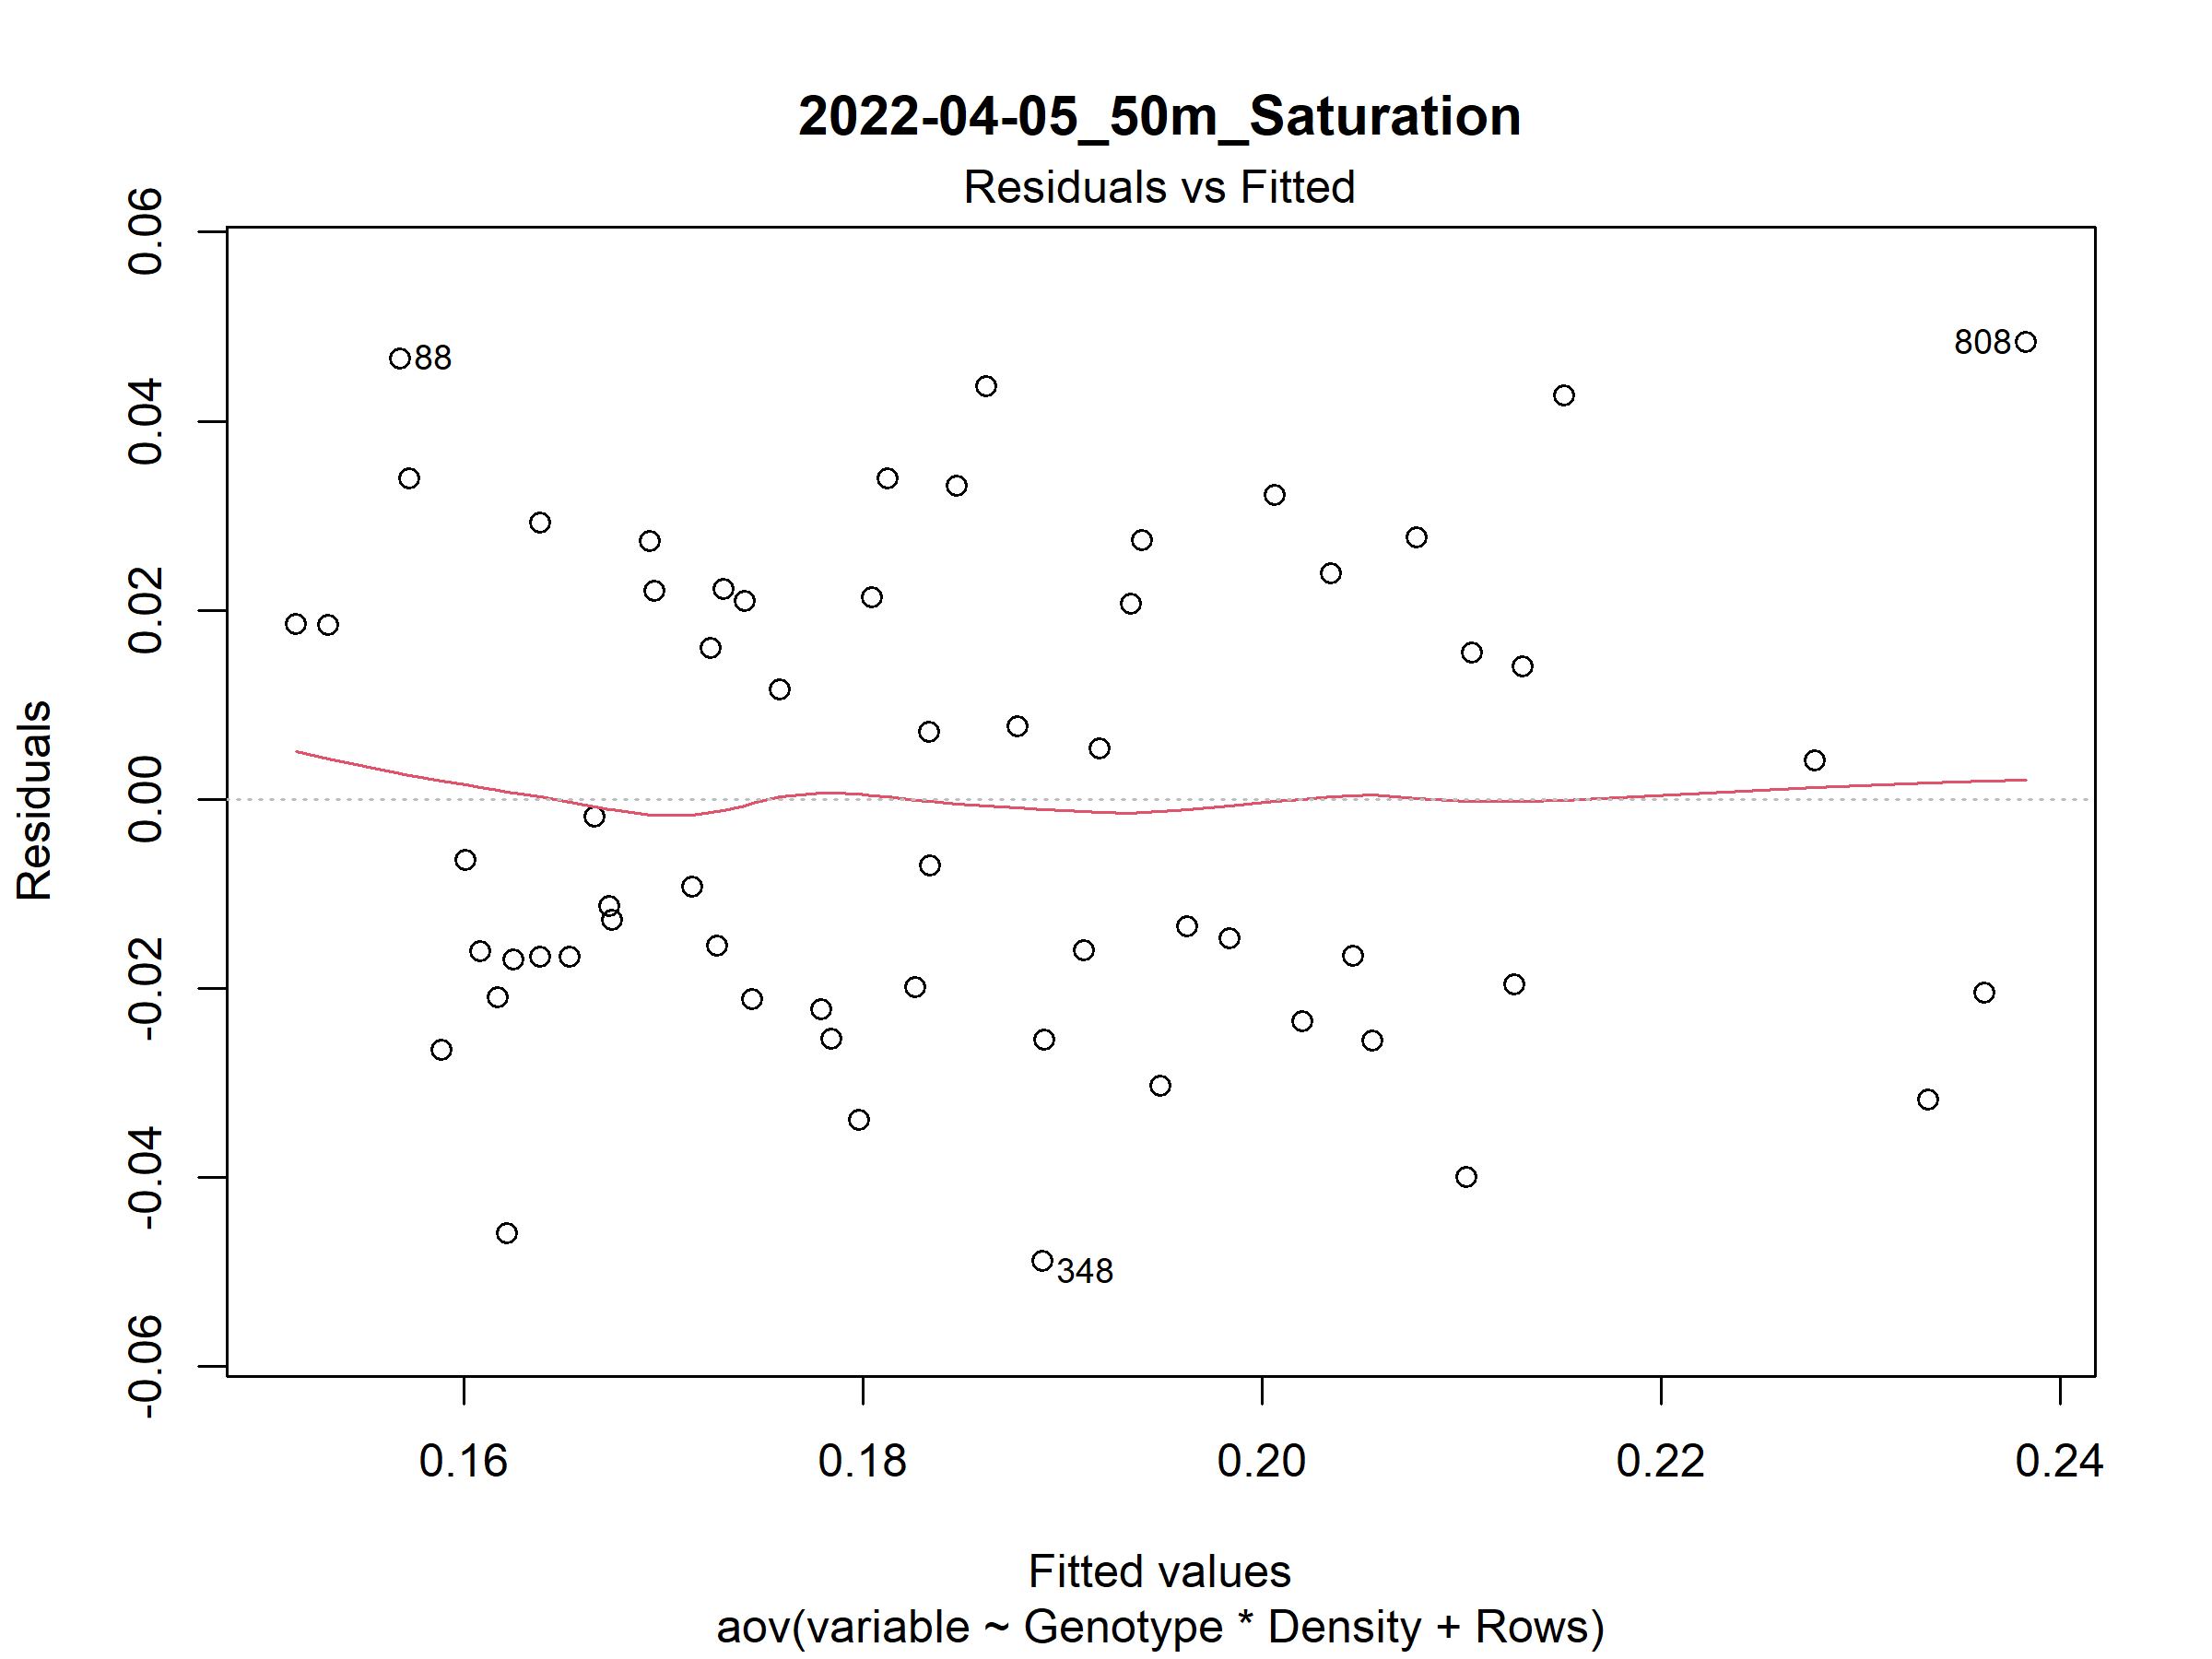 2022-04-05_50m_Saturation
Residuals vs Fitted
0.06
0.04
0.02
0.00
-0.02
-0.04
-0.06
Residuals
88
808
348
0.16 0.18 0.20 0.22 0.24
Fitted values
aov(variable ~ Genotype * Density + Rows)